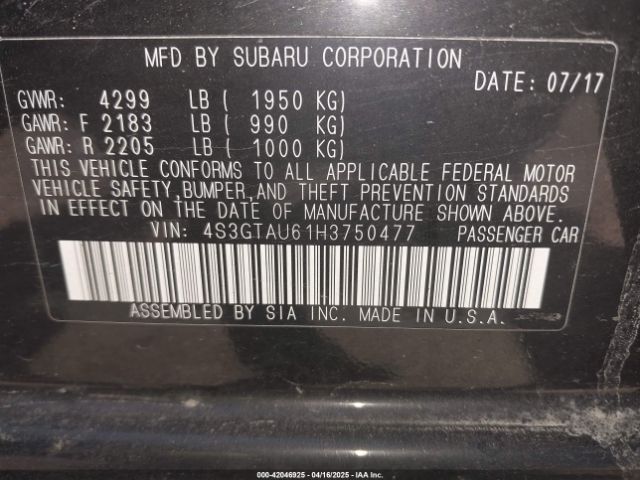 MFD BY SUBARU CORPORATION
DATE: 07/17
GVWR: 4299 LB ( 1950 KG)
GAWR: F 2183 LB ( 990 KG)
GAWR: R 2205 LB ( 1000 KG)
THIS VEHICLE CONFORMS TO ALL APPLICABLE FEDERAL MOTOR
VEHICLE SAFETY,BUMPER,AND THEFT PREVENTION STANDARDS
IN EFFECT ON THE DATE OF MANUFACTURE SHOWN ABOVE.
VIN: 4S3GTAU61H3750477 PASSENGER CAR
ASSEMBLED BY SIA INC. MADE IN U.S.A.
000-42046925 - 04/16/2025 - IAA Inc.